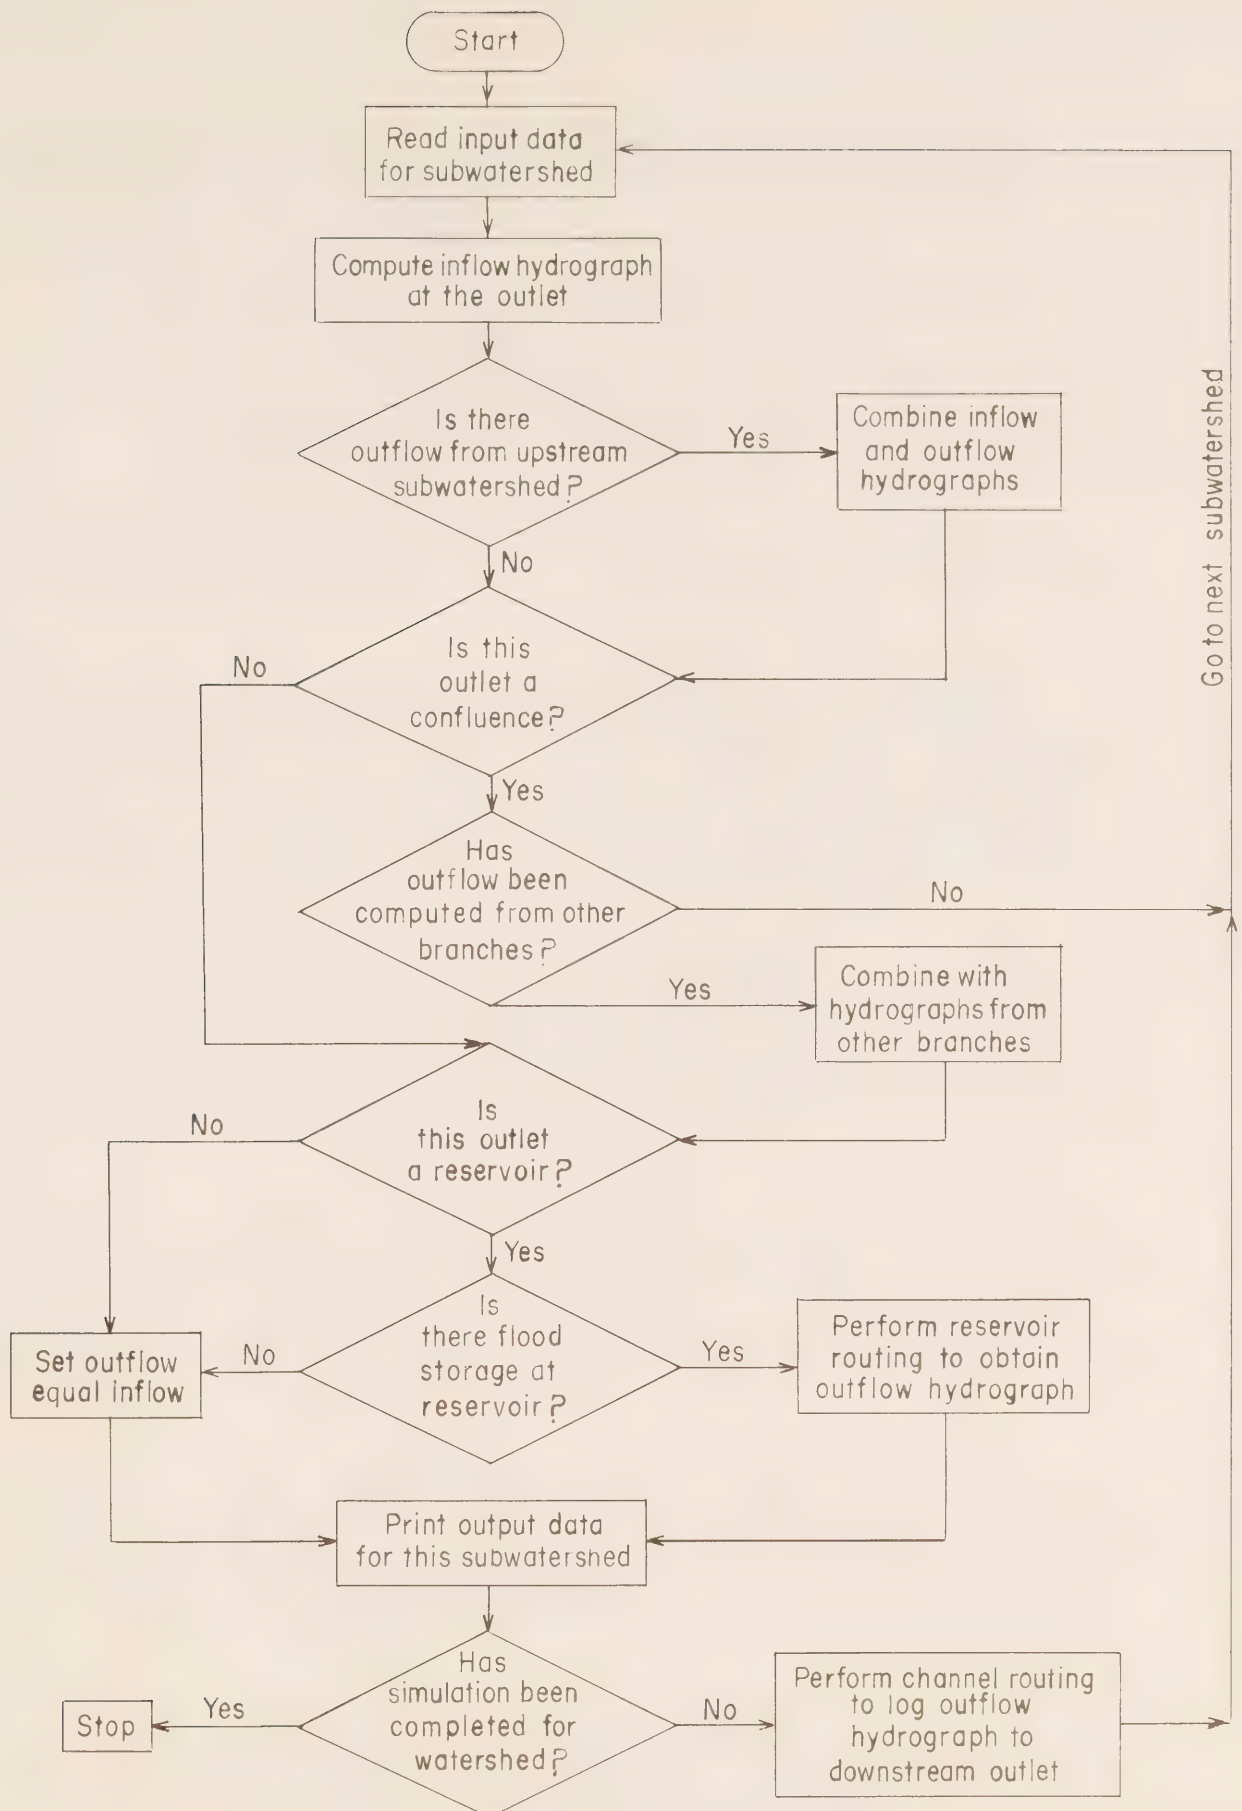 Start
Read input data
for subwatershed
Compute inflow hydrograph
at the outlet
Is there
outflow from upstream
subwatershed?
Yes
Combine inflow
and outflow
hydrographs
No
Go to next subwatershed
Is this
outlet a
confluence?
No
Yes
Has
outflow been
computed from other
branches?
No
Yes
Combine with
hydrographs from
other branches
Is
this outlet
a reservoir?
No
Yes
Is
there flood
storage at
reservoir?
No
Set outflow
equal inflow
Yes
Perform reservoir
routing to obtain
outflow hydrograph
Print output data
for this subwatershed
Has
simulation been
completed for
watershed?
Yes
Stop
No
Perform channel routing
to log outflow
hydrograph to
downstream outlet